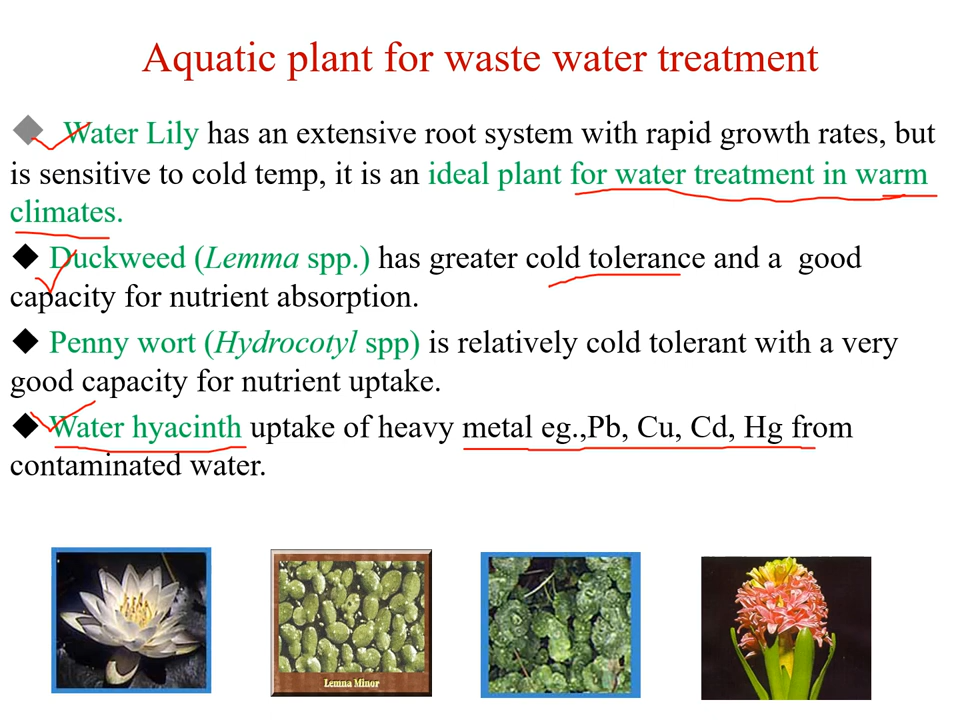 Aquatic plant for waste water treatment
Water Lily has an extensive root system with rapid growth rates, but
is sensitive to cold temp, it is an ideal plant for water treatment in warm
climates.
Duckweed (Lemma spp.) has greater cold tolerance and a good
capacity for nutrient absorption.
Penny wort (Hydrocotyl spp) is relatively cold tolerant with a very
good capacity for nutrient uptake.
Water hyacinth uptake of heavy metal eg.,Pb, Cu, Cd, Hg from
contaminated water.
Lemna Minor